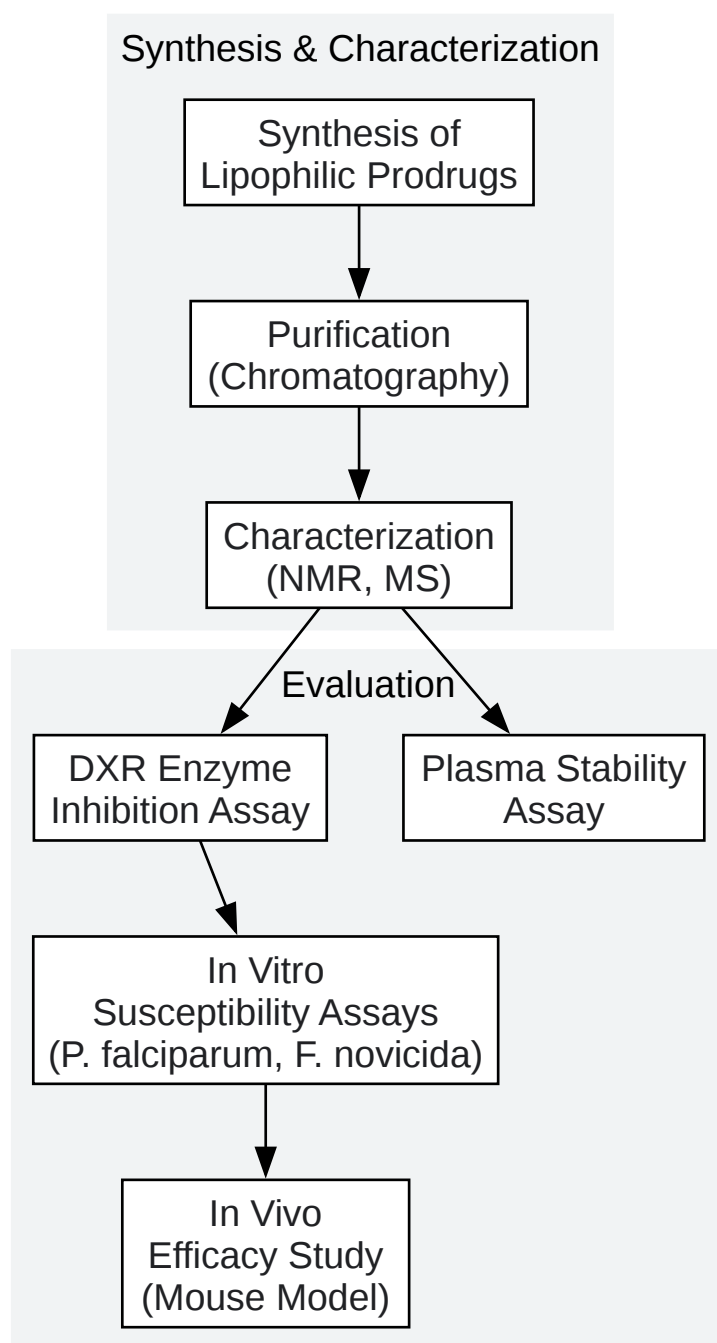 Synthesis & Characterization
Synthesis of
Lipophilic Prodrugs
Purification
(Chromatography)
Characterization
(NMR, MS)
Evaluation
DXR Enzyme
Inhibition Assay
Plasma Stability
Assay
In Vitro
Susceptibility Assays
(P. falciparum, F. novicida)
In Vivo
Efficacy Study
(Mouse Model)